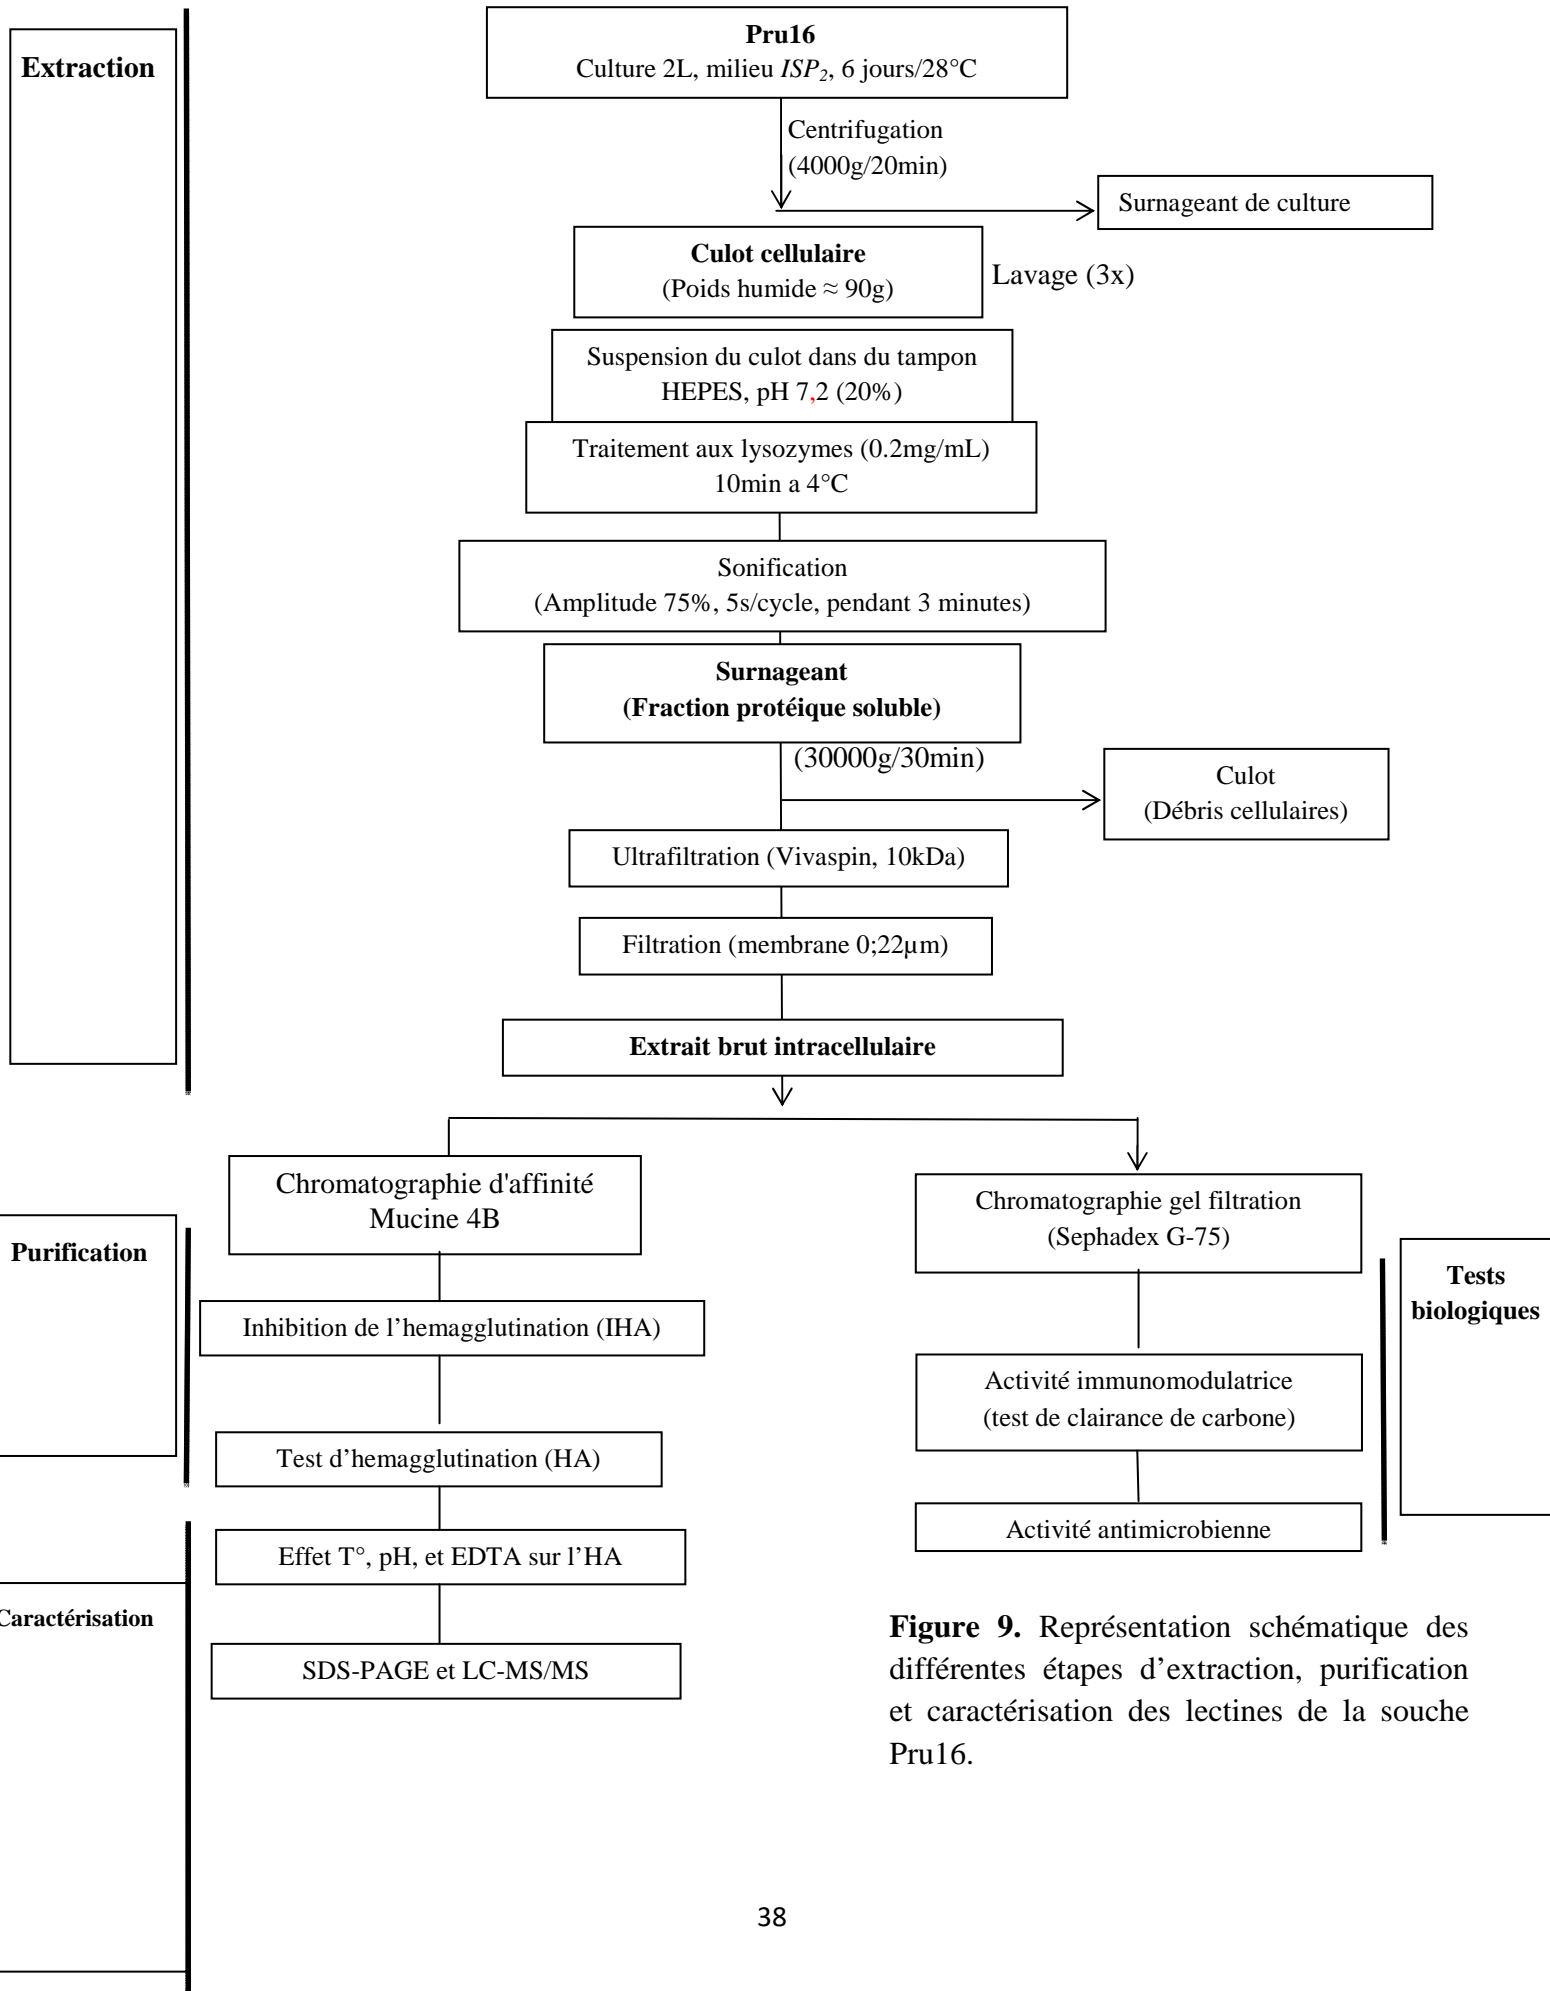 Extraction
Pru16
Culture 2L, milieu ISP₂, 6 jours/28°C
Centrifugation
(4000g/20min)
Surnageant de culture
Culot cellulaire
(Poids humide ≈ 90g)
Lavage (3x)
Suspension du culot dans du tampon
HEPES, pH 7,2 (20%)
Traitement aux lysozymes (0.2mg/mL)
10min a 4°C
Sonification
(Amplitude 75%, 5s/cycle, pendant 3 minutes)
Surnageant
(Fraction protéique soluble)
(30000g/30min)
Culot
(Débris cellulaires)
Ultrafiltration (Vivaspin, 10kDa)
Filtration (membrane 0;22µm)
Extrait brut intracellulaire
Purification
Chromatographie d'affinité
Mucine 4B
Inhibition de l’hemagglutination (IHA)
Test d’hemagglutination (HA)
Chromatographie gel filtration
(Sephadex G-75)
Activité immunomodulatrice
(test de clairance de carbone)
Activité antimicrobienne
Tests
biologiques
Caractérisation
Effet T°, pH, et EDTA sur l’HA
SDS-PAGE et LC-MS/MS
Figure 9. Représentation schématique des
différentes étapes d’extraction, purification
et caractérisation des lectines de la souche
Pru16.
38